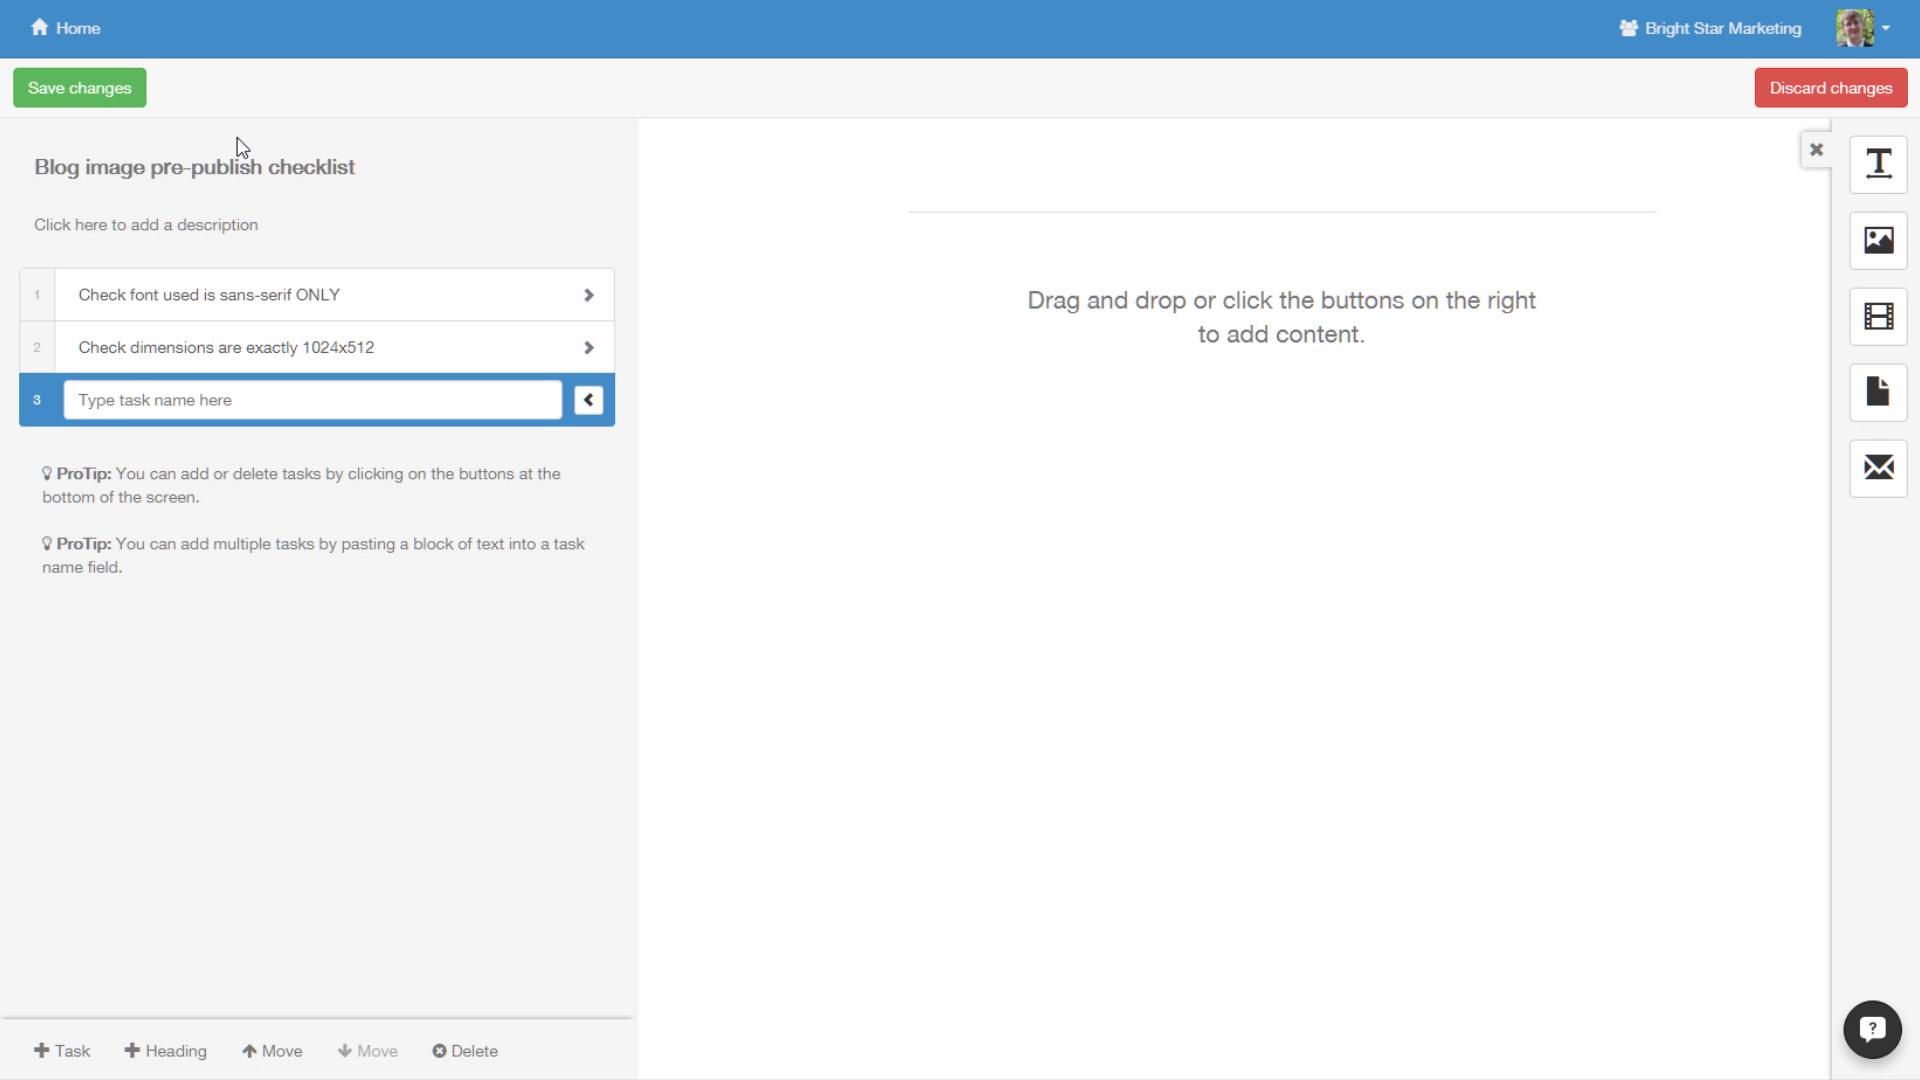 Home
Bright Star Marketing
Save changes
Discard changes
Blog image pre-publish checklist
Click here to add a description
1 Check font used is sans-serif ONLY
2 Check dimensions are exactly 1024x512
3 Type task name here
ProTip: You can add or delete tasks by clicking on the buttons at the
bottom of the screen.
ProTip: You can add multiple tasks by pasting a block of text into a task
name field.
Drag and drop or click the buttons on the right
to add content.
T
?
Task
Heading
Move
Move
Delete